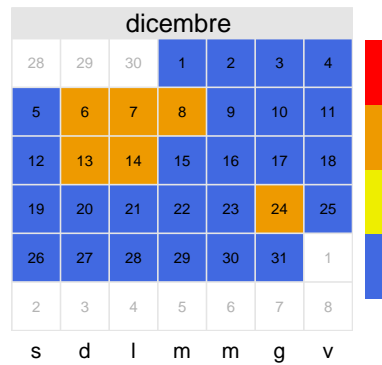 dicembre
28 29 30 1 2 3 4
5 6 7 8 9 10 11
12 13 14 15 16 17 18
19 20 21 22 23 24 25
26 27 28 29 30 31 1
2 3 4 5 6 7 8
s d l m m g v